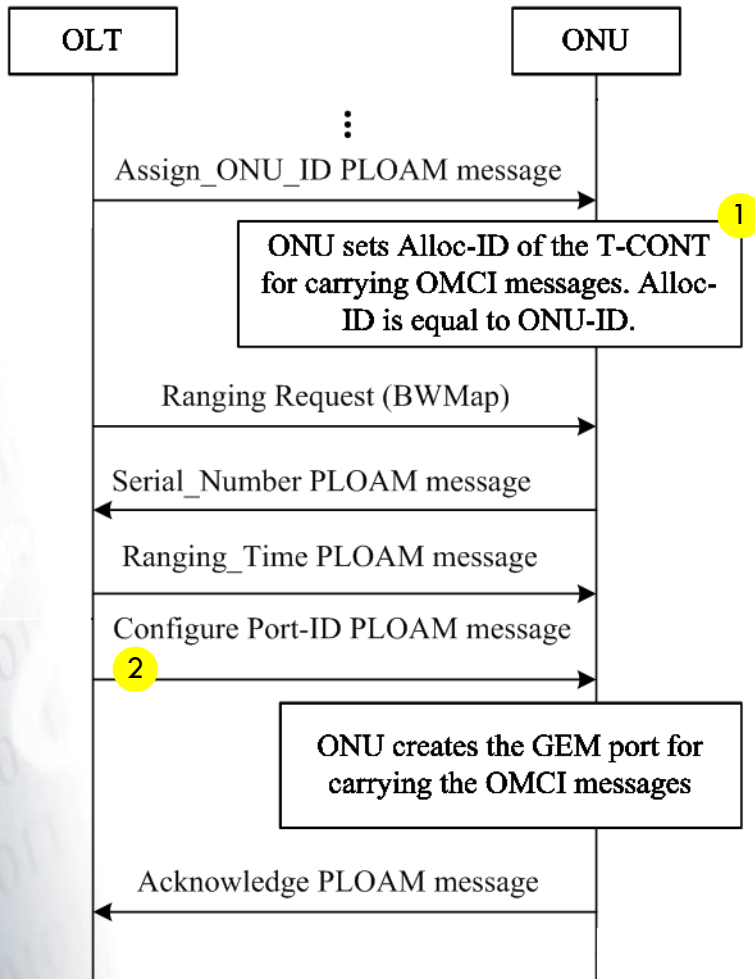 OLT
ONU
⋮
Assign_ONU_ID PLOAM message
1
ONU sets Alloc-ID of the T-CONT
for carrying OMCI messages. Alloc-
ID is equal to ONU-ID.
Ranging Request (BWMap)
Serial_Number PLOAM message
Ranging_Time PLOAM message
Configure Port-ID PLOAM message
2
ONU creates the GEM port for
carrying the OMCI messages
Acknowledge PLOAM message